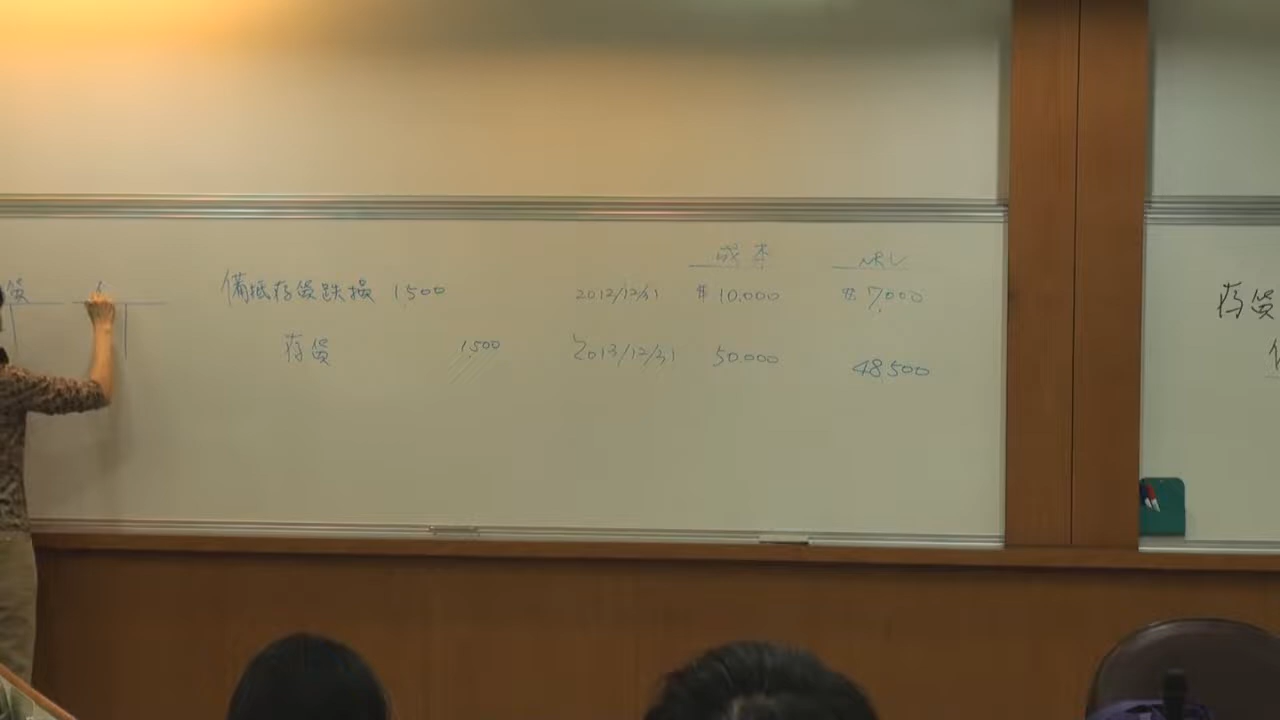 貨
備抵存貨跌損 1500
存貨 1,500
成本 NRV
2012/12/31 $10,000 $7,000
2013/12/31 50,000 48,500
存貨